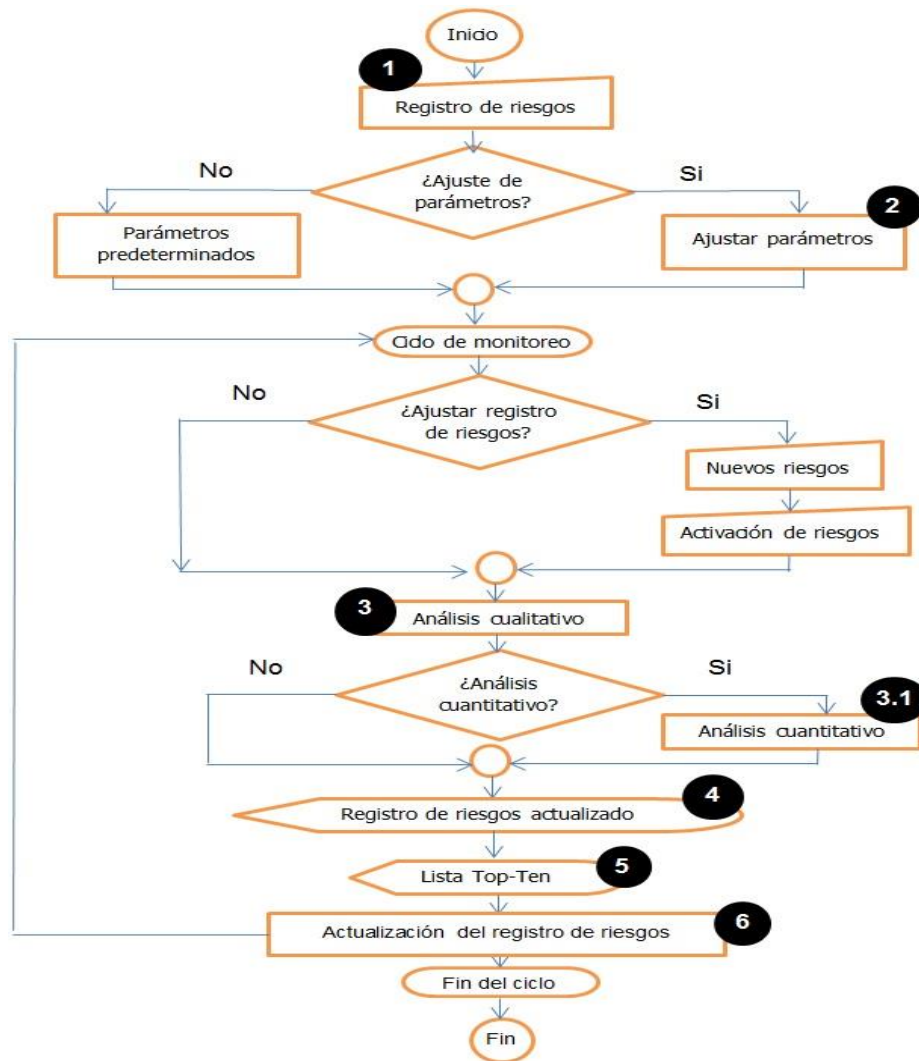 Inicio
1
Registro de riesgos
No
¿Ajuste de
parámetros?
Si
2
Parámetros
predeterminados
Ajustar parámetros
Ciclo de monitoreo
No
¿Ajustar registro
de riesgos?
Si
Nuevos riesgos
Activación de riesgos
3
Análisis cualitativo
No
¿Análisis
cuantitativo?
Si
3.1
Análisis cuantitativo
4
Registro de riesgos actualizado
5
Lista Top-Ten
6
Actualización del registro de riesgos
Fin del ciclo
Fin